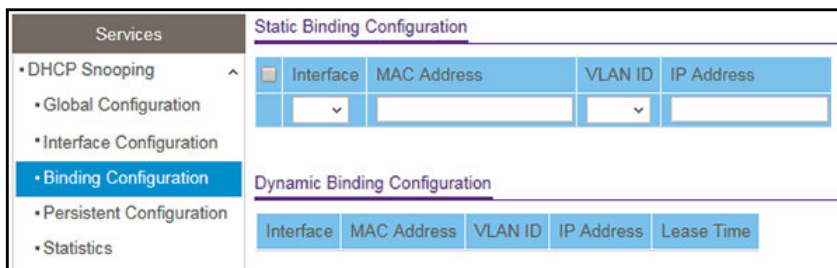 Services
DHCP Snooping
Global Configuration
Interface Configuration
Binding Configuration
Persistent Configuration
Statistics
Static Binding Configuration
Interface MAC Address VLAN ID IP Address
Dynamic Binding Configuration
Interface MAC Address VLAN ID IP Address Lease Time